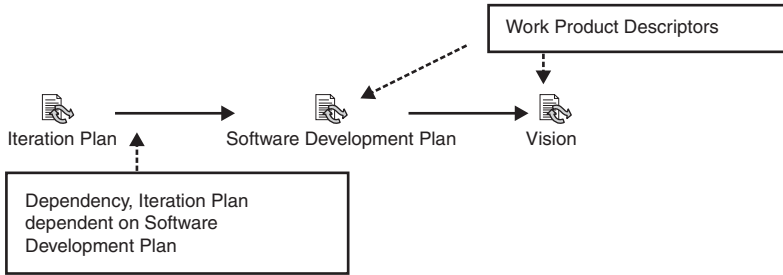 Work Product Descriptors
Iteration Plan
Software Development Plan
Vision
Dependency, Iteration Plan
dependent on Software
Development Plan